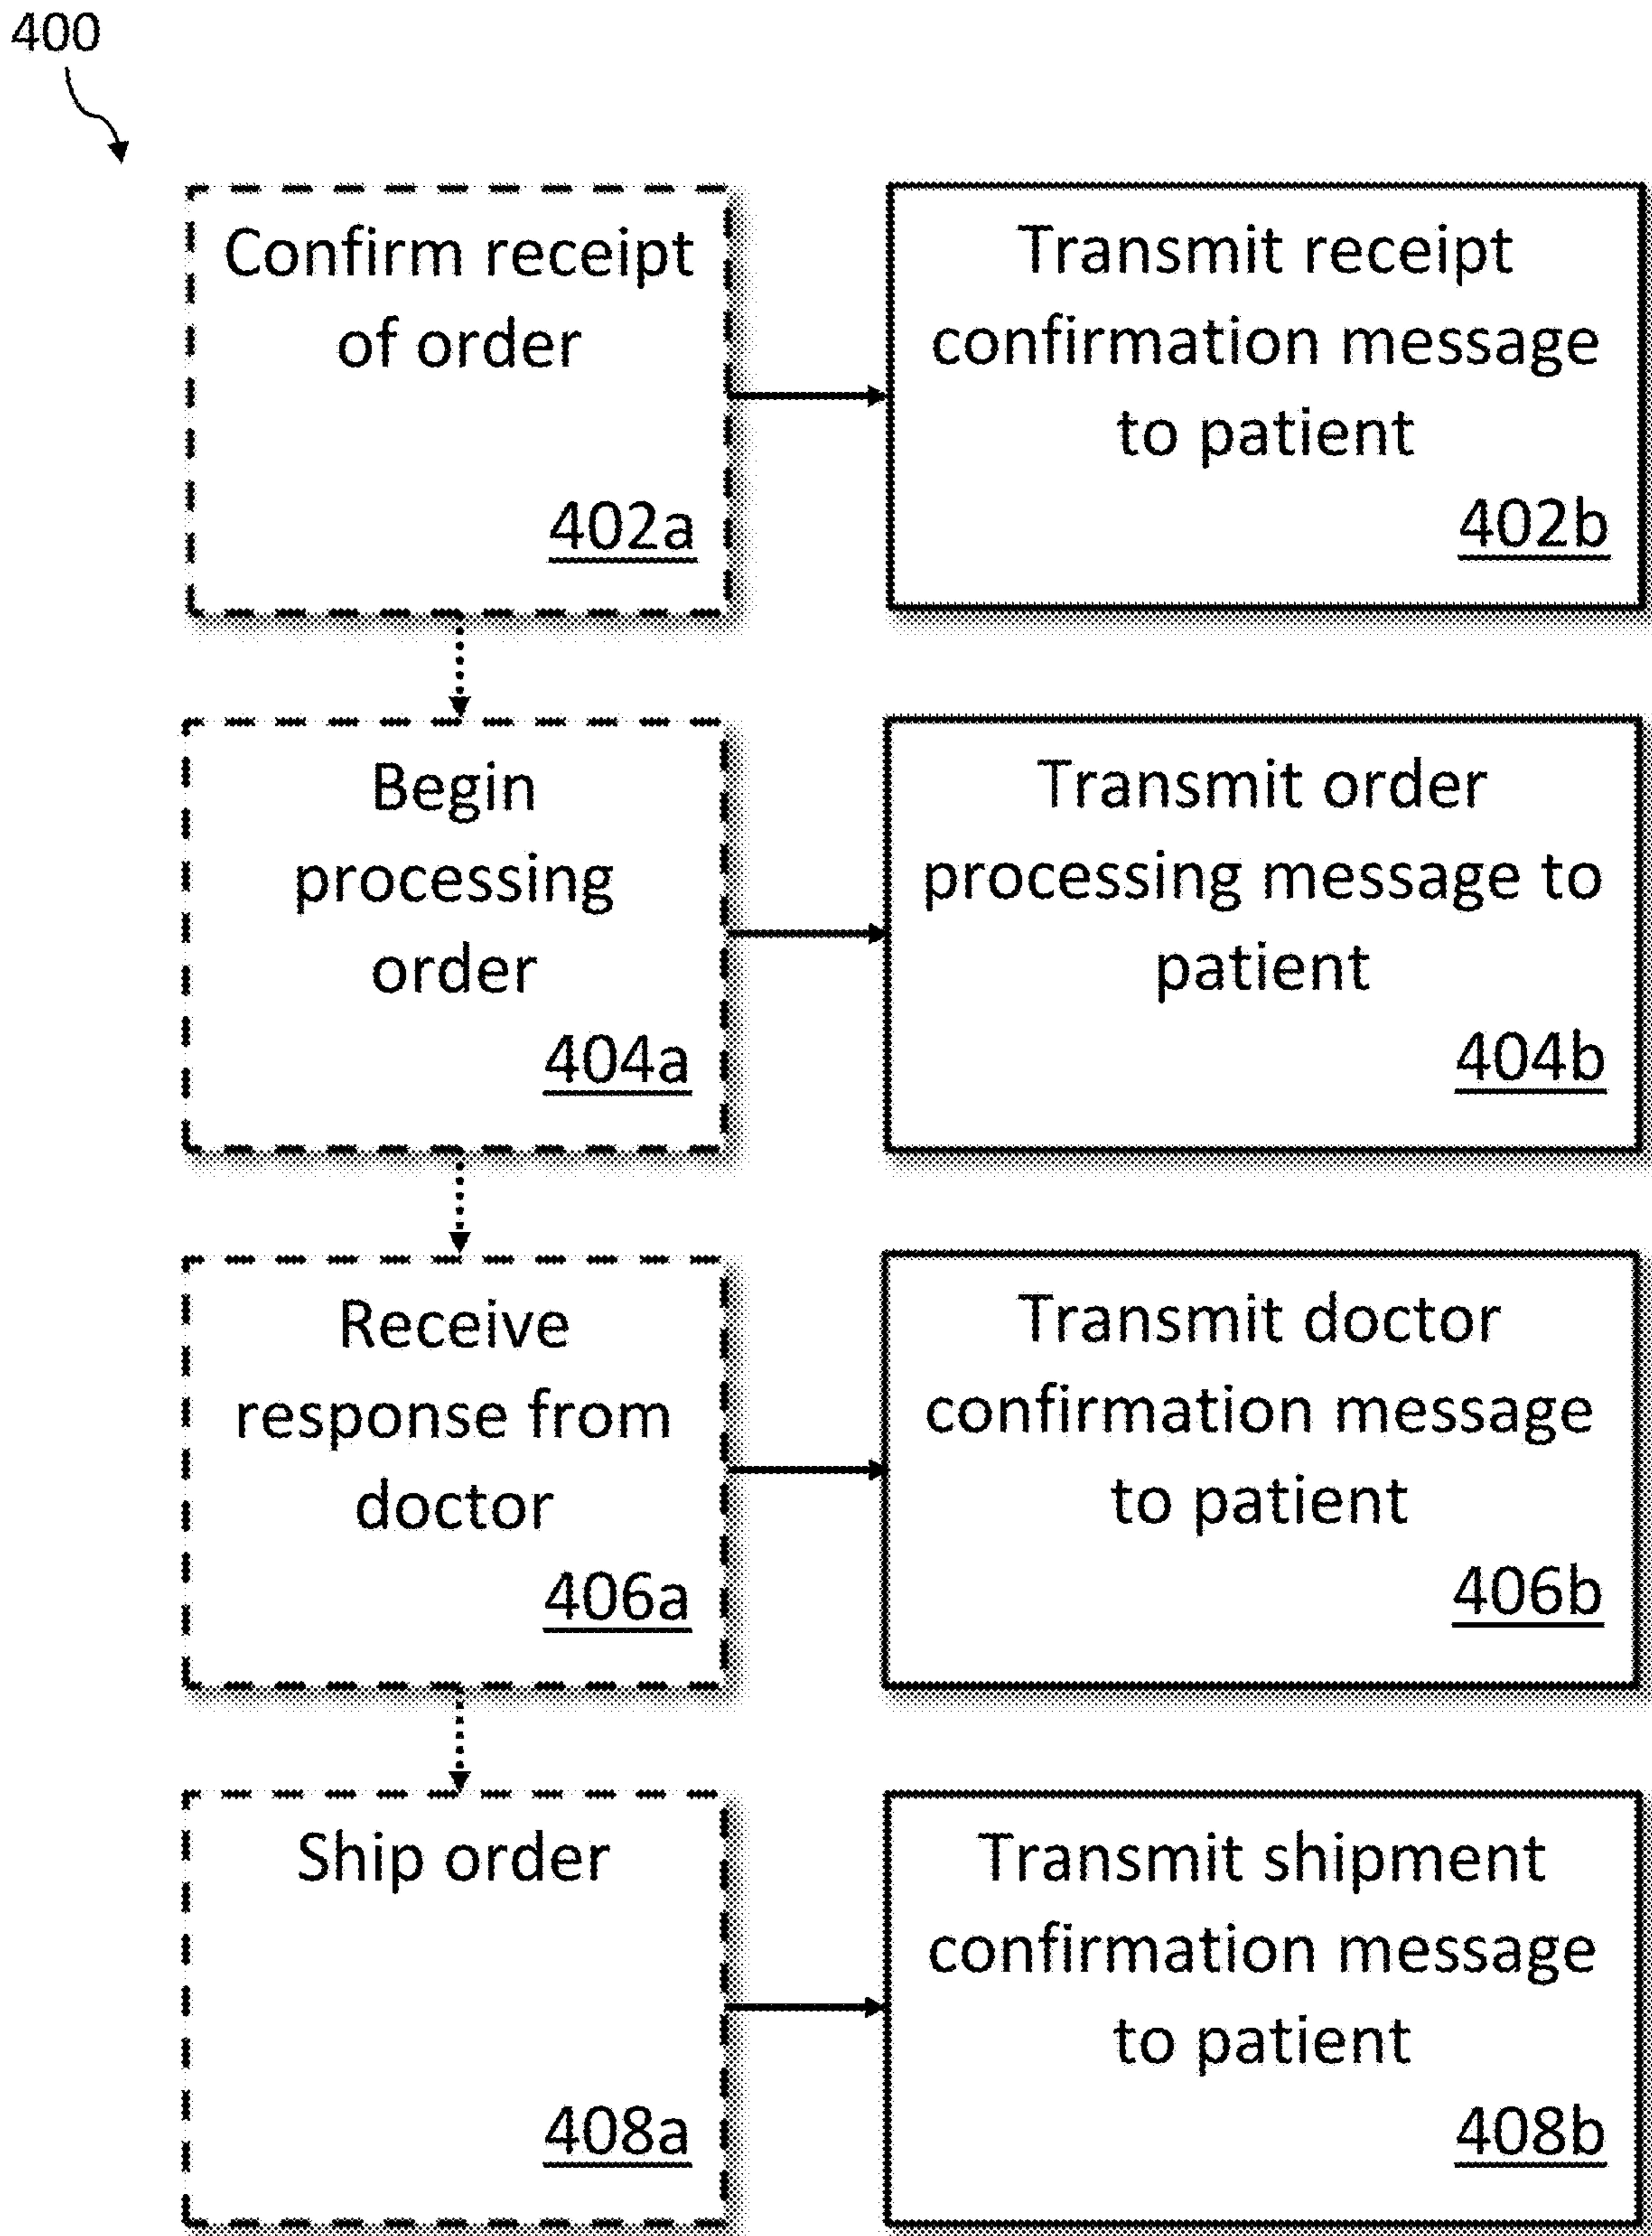 400
Confirm receipt
of order
402a
Transmit receipt
confirmation message
to patient
402b
Begin
processing
order
404a
Transmit order
processing message to
patient
404b
Receive
response from
doctor
406a
Transmit doctor
confirmation message
to patient
406b
Ship order
408a
Transmit shipment
confirmation message
to patient
408b